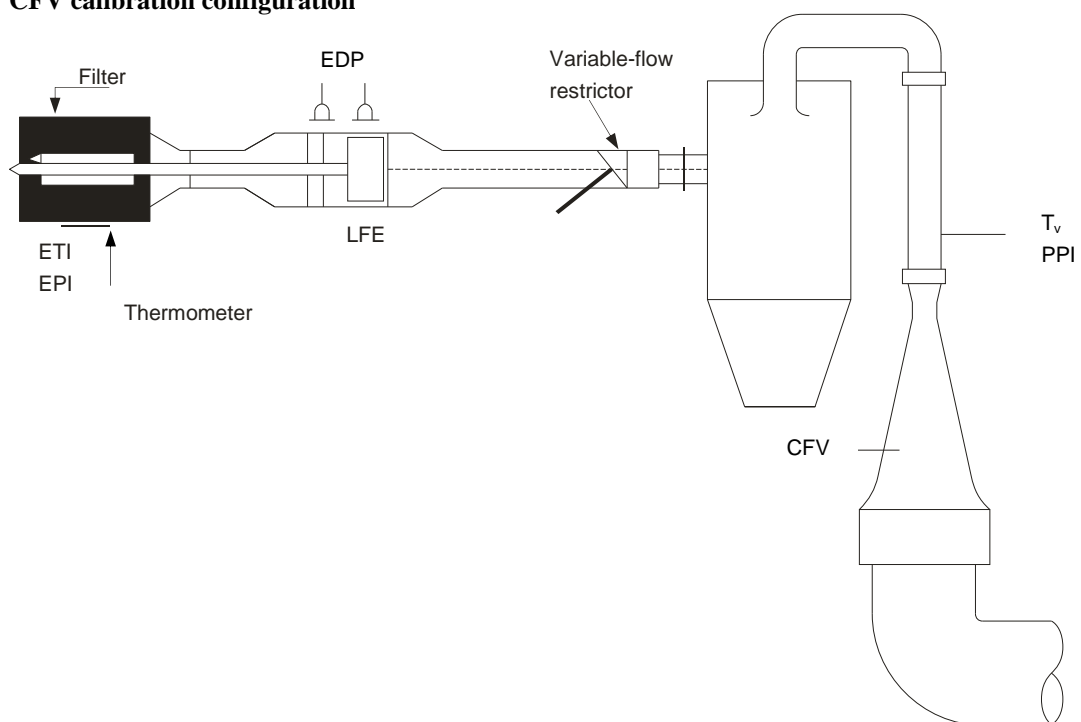 CFV calibration configuration
Filter
EDP
Variable-flow
restrictor
LFE
ETI
EPI
Thermometer
Tv
PPI
CFV